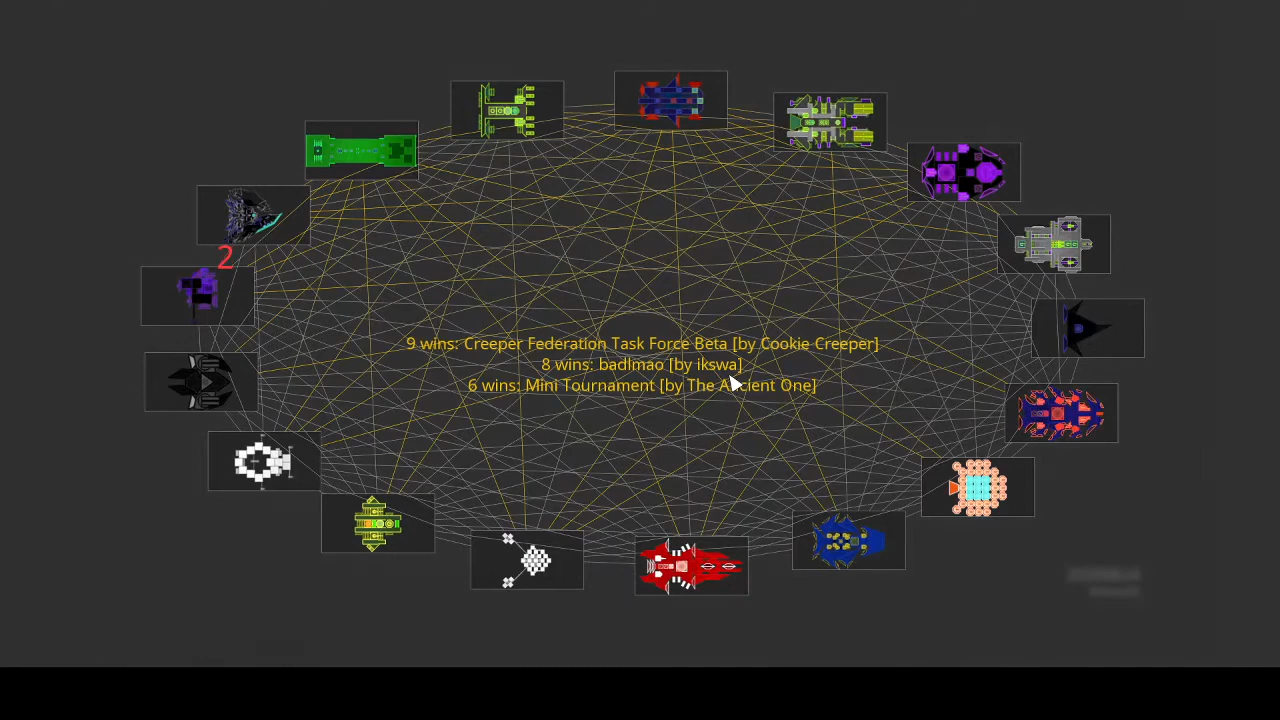 2
9 wins: Creeper Federation Task Force Beta [by Cookie Creeper]
8 wins: badlmao [by ikswa]
6 wins: Mini Tournament [by The Ancient One]